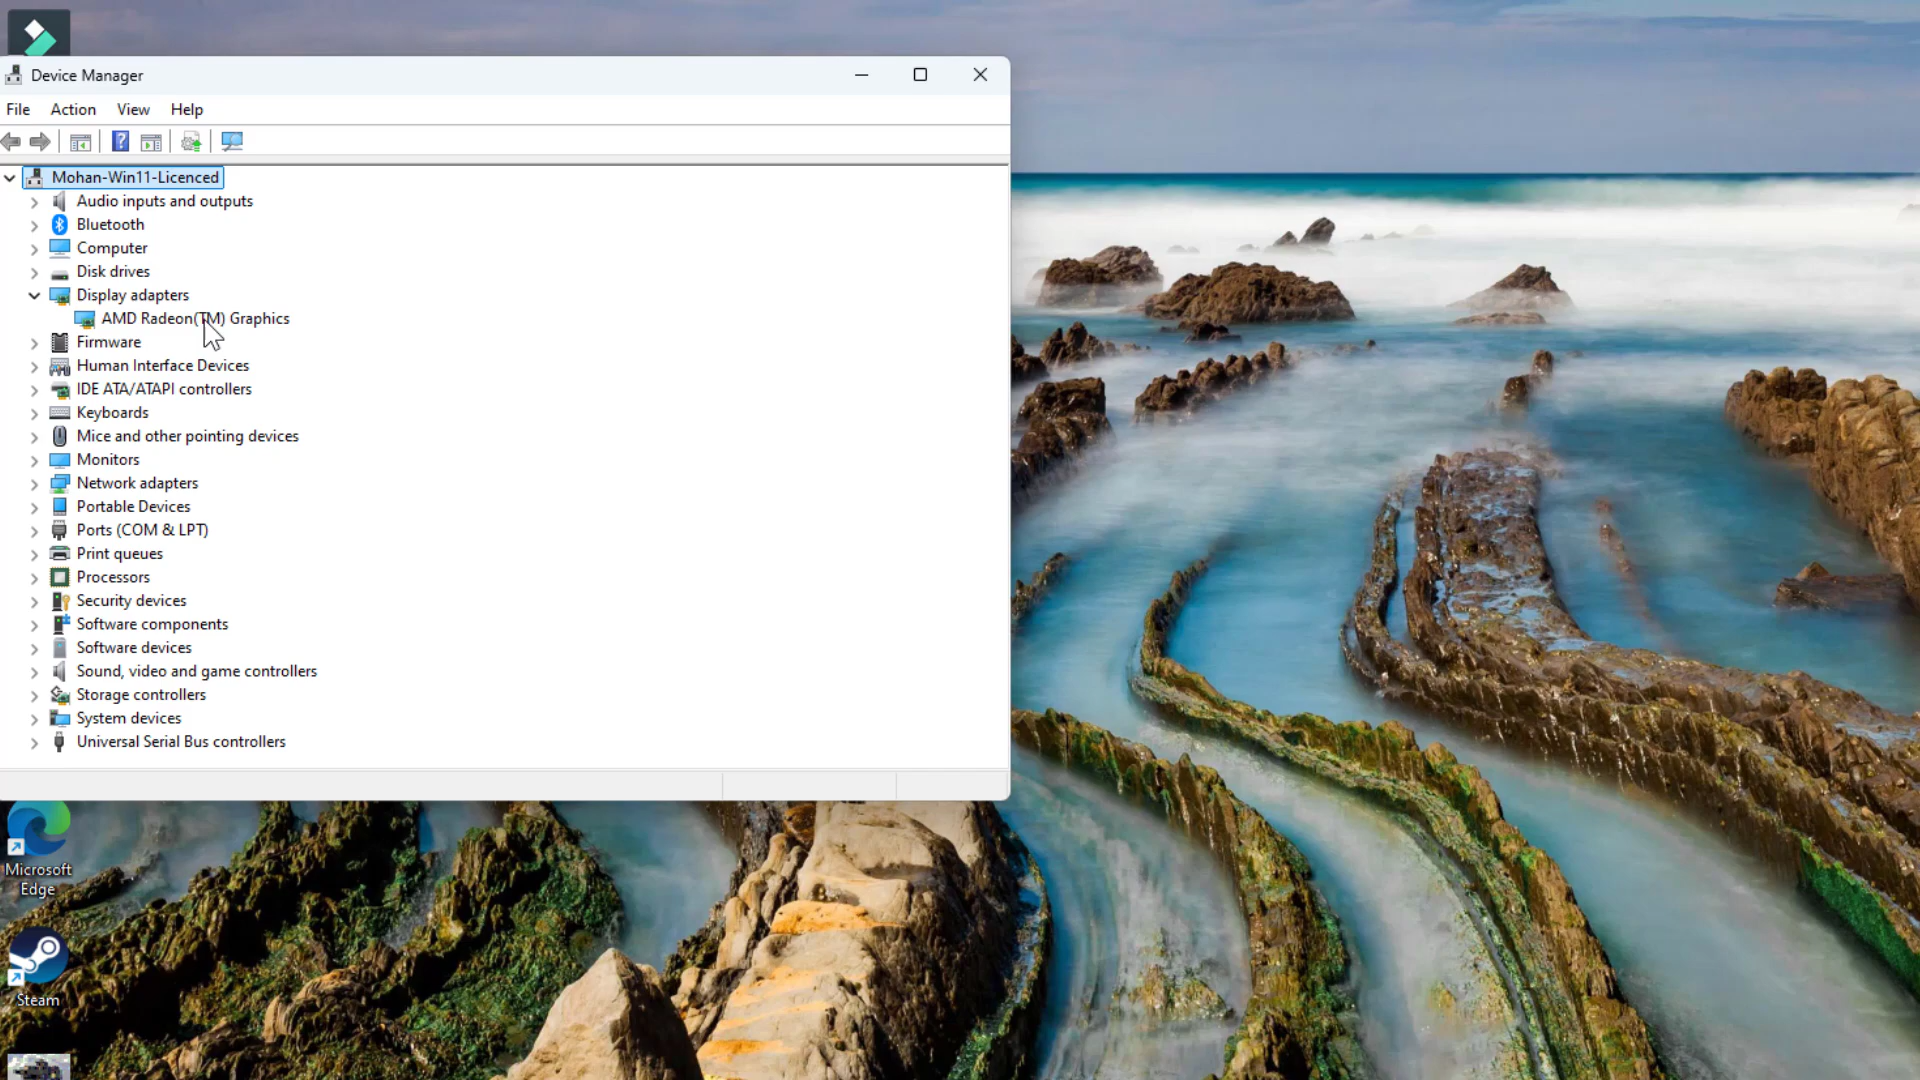 Device Manager
File Action View Help
Mohan-Win11-Licenced
Audio inputs and outputs
Bluetooth
Computer
Disk drives
Display adapters
AMD Radeon(TM) Graphics
Firmware
Human Interface Devices
IDE ATA/ATAPI controllers
Keyboards
Mice and other pointing devices
Monitors
Network adapters
Portable Devices
Ports (COM & LPT)
Print queues
Processors
Security devices
Software components
Software devices
Sound, video and game controllers
Storage controllers
System devices
Universal Serial Bus controllers
Microsoft
Edge
Steam